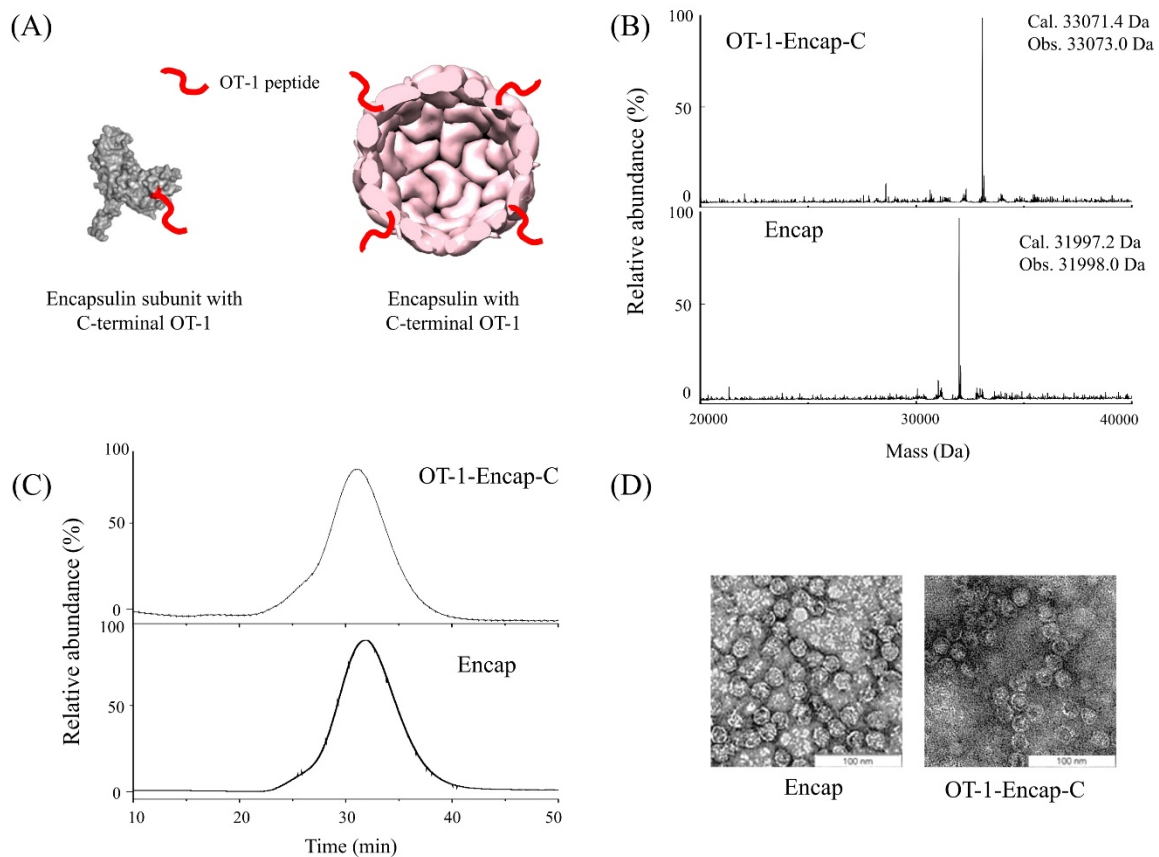 (A)
OT-1 peptide
Encapsulin subunit with
C-terminal OT-1
Encapsulin with
C-terminal OT-1
(B)
OT-1-Encap-C
Cal. 33071.4 Da
Obs. 33073.0 Da
100
50
0
Encap
Cal. 31997.2 Da
Obs. 31998.0 Da
100
50
0
Relative abundance (%)
20000
30000
40000
Mass (Da)
(C)
OT-1-Encap-C
100
50
0
Encap
100
50
0
Relative abundance (%)
10
20
30
40
50
Time (min)
(D)
100 nm
100 nm
Encap
OT-1-Encap-C